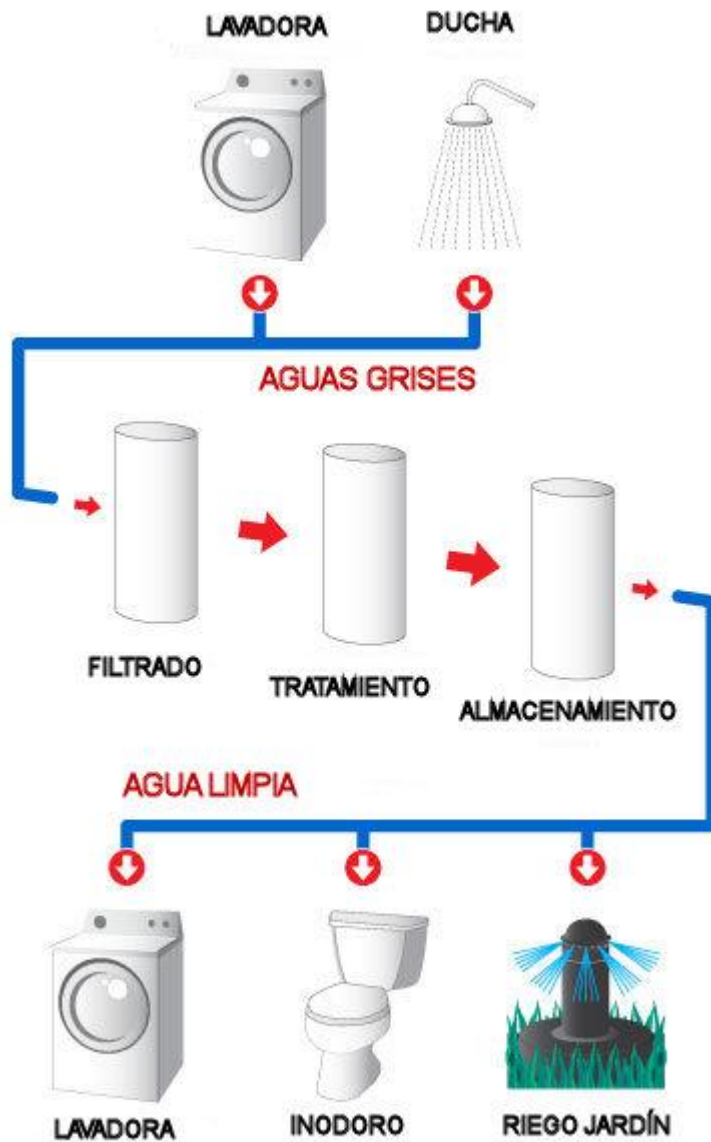 LAVADORA
DUCHA
AGUAS GRISES
FILTRADO
TRATAMIENTO
ALMACENAMIENTO
AGUA LIMPIA
LAVADORA
INODORO
RIEGO JARDÍN